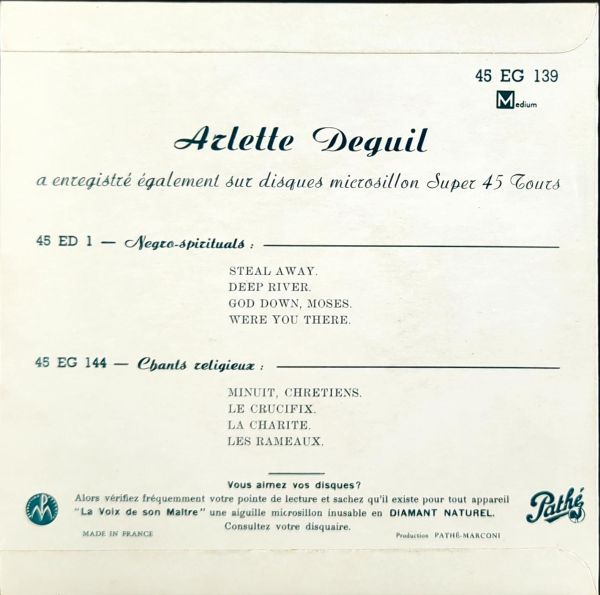 45 EG 139
Medium
Arlette Deguil
a enregistré également sur disques microsillon Super 45 Tours
45 ED 1 — Negro-spirituals :
STEAL AWAY.
DEEP RIVER.
GOD DOWN, MOSES.
WERE YOU THERE.
45 EG 144 — Chants religieux :
MINUIT, CHRETIENS.
LE CRUCIFIX.
LA CHARITE.
LES RAMEAUX.
Vous aimez vos disques?
Alors vérifiez fréquemment votre pointe de lecture et sachez qu'il existe pour tout appareil
"La Voix de son Maître" une aiguille microsillon inusable en DIAMANT NATUREL.
Consultez votre disquaire.
Pathé
MADE IN FRANCE
Production PATHÉ-MARCONI